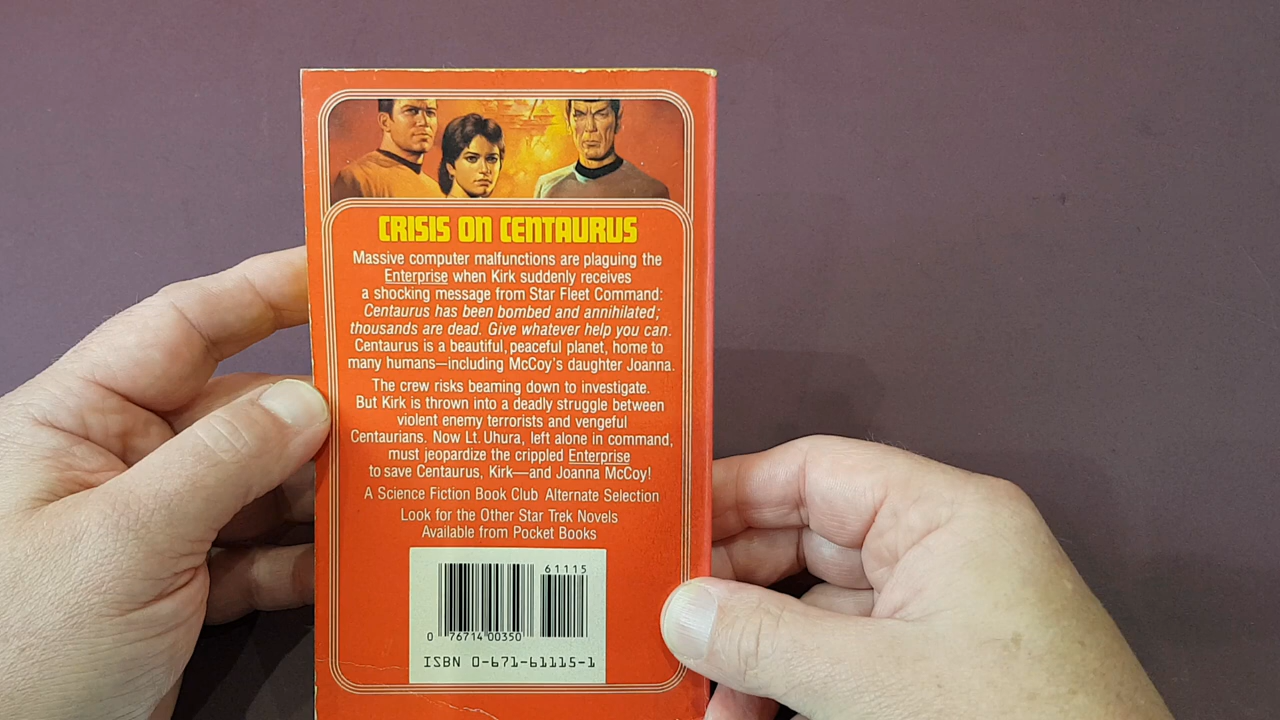 CRISIS ON CENTAURUS
Massive computer malfunctions are plaguing the
Enterprise when Kirk suddenly receives
a shocking message from Star Fleet Command:
Centaurus has been bombed and annihilated;
thousands are dead. Give whatever help you can.
Centaurus is a beautiful, peaceful planet, home to
many humans—including McCoy's daughter Joanna.
The crew risks beaming down to investigate.
But Kirk is thrown into a deadly struggle between
violent enemy terrorists and vengeful
Centaurians. Now Lt. Uhura, left alone in command,
must jeopardize the crippled Enterprise
to save Centaurus, Kirk—and Joanna McCoy!
A Science Fiction Book Club Alternate Selection
Look for the Other Star Trek Novels
Available from Pocket Books
61115
0 76714 00350
ISBN 0-671-61115-1